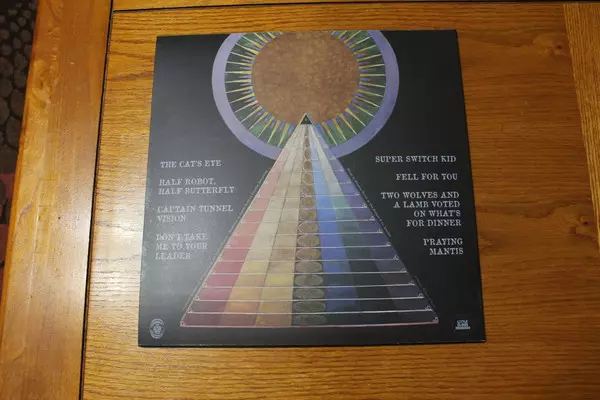 THE CAT'S EYE
HALF ROBOT,
HALF BUTTERFLY
CAPTAIN TUNNEL
VISION
DON'T TAKE
ME TO YOUR
LEADER
SUPER SWITCH KID
FELL FOR YOU
TWO WOLVES AND
A LAMB VOTED
ON WHAT'S
FOR DINNER
PRAYING
MANTIS